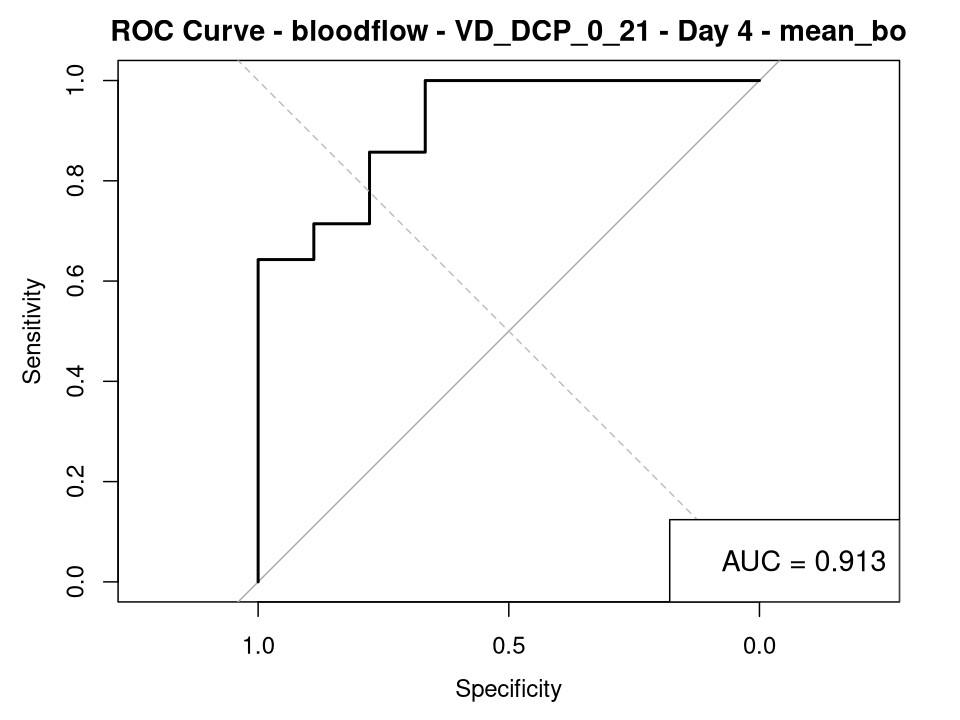 ROC Curve - bloodflow - VD_DCP_0_21 - Day 4 - mean_bo
1.0
0.8
0.6
0.4
0.2
0.0
Sensitivity
AUC = 0.913
1.0 0.5 0.0
Specificity